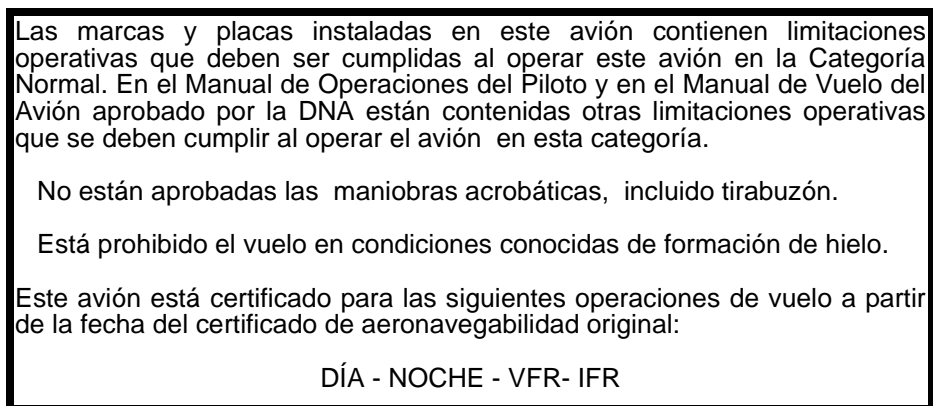 Las marcas y placas instaladas en este avión contienen limitaciones
operativas que deben ser cumplidas al operar este avión en la Categoría
Normal. En el Manual de Operaciones del Piloto y en el Manual de Vuelo del
Avión aprobado por la DNA están contenidas otras limitaciones operativas
que se deben cumplir al operar el avión en esta categoría.
No están aprobadas las maniobras acrobáticas, incluido tirabuzón.
Está prohibido el vuelo en condiciones conocidas de formación de hielo.
Este avión está certificado para las siguientes operaciones de vuelo a partir
de la fecha del certificado de aeronavegabilidad original:
DÍA - NOCHE - VFR- IFR